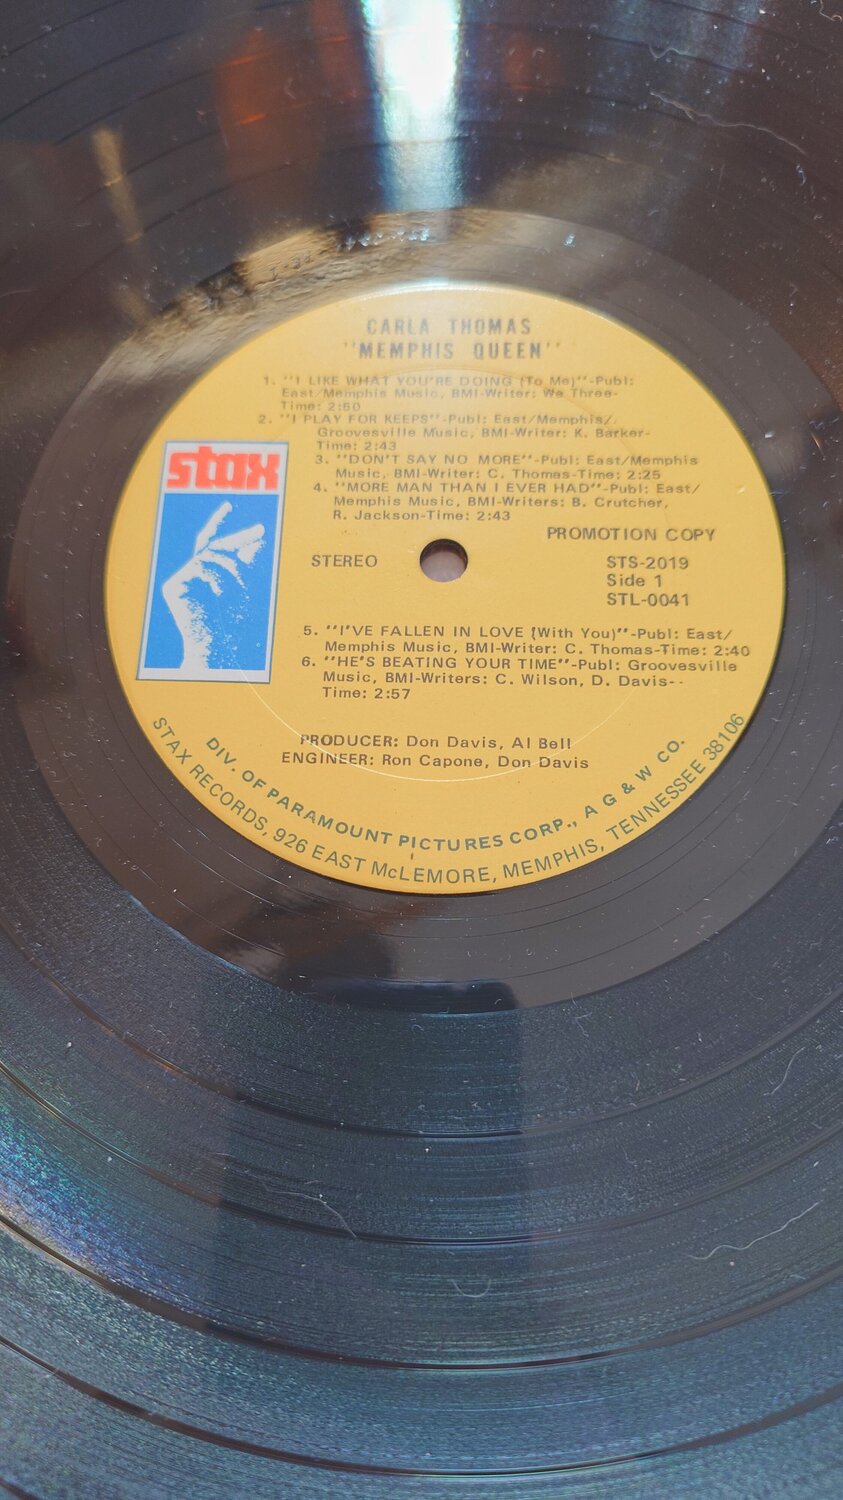 CARLA THOMAS
"MEMPHIS QUEEN"
1. "I LIKE WHAT YOU'RE DOING (To Me)"-Publ:
East/Memphis Music, BMI-Writer: We Three-
Time: 2:50
2. "I PLAY FOR KEEPS"-Publ: East/Memphis/
Groovesville Music, BMI-Writer: K. Barker-
Time: 2:43
3. "DON'T SAY NO MORE"-Publ: East/Memphis
Music, BMI-Writer: C. Thomas-Time: 2:25
4. "MORE MAN THAN I EVER HAD"-Publ: East/
Memphis Music, BMI-Writers: B. Crutcher,
R. Jackson-Time: 2:43
stax
PROMOTION COPY
STEREO
STS-2019
Side 1
STL-0041
5. "I'VE FALLEN IN LOVE (With You)"-Publ: East/
Memphis Music, BMI-Writer: C. Thomas-Time: 2:40
6. "HE'S BEATING YOUR TIME"-Publ: Groovesville
Music, BMI-Writers: C. Wilson, D. Davis--
Time: 2:57
PRODUCER: Don Davis, Al Bell
ENGINEER: Ron Capone, Don Davis
DIV. OF PARAMOUNT PICTURES CORP., A G & W CO.
STAX RECORDS, 926 EAST McLEMORE, MEMPHIS, TENNESSEE 38106